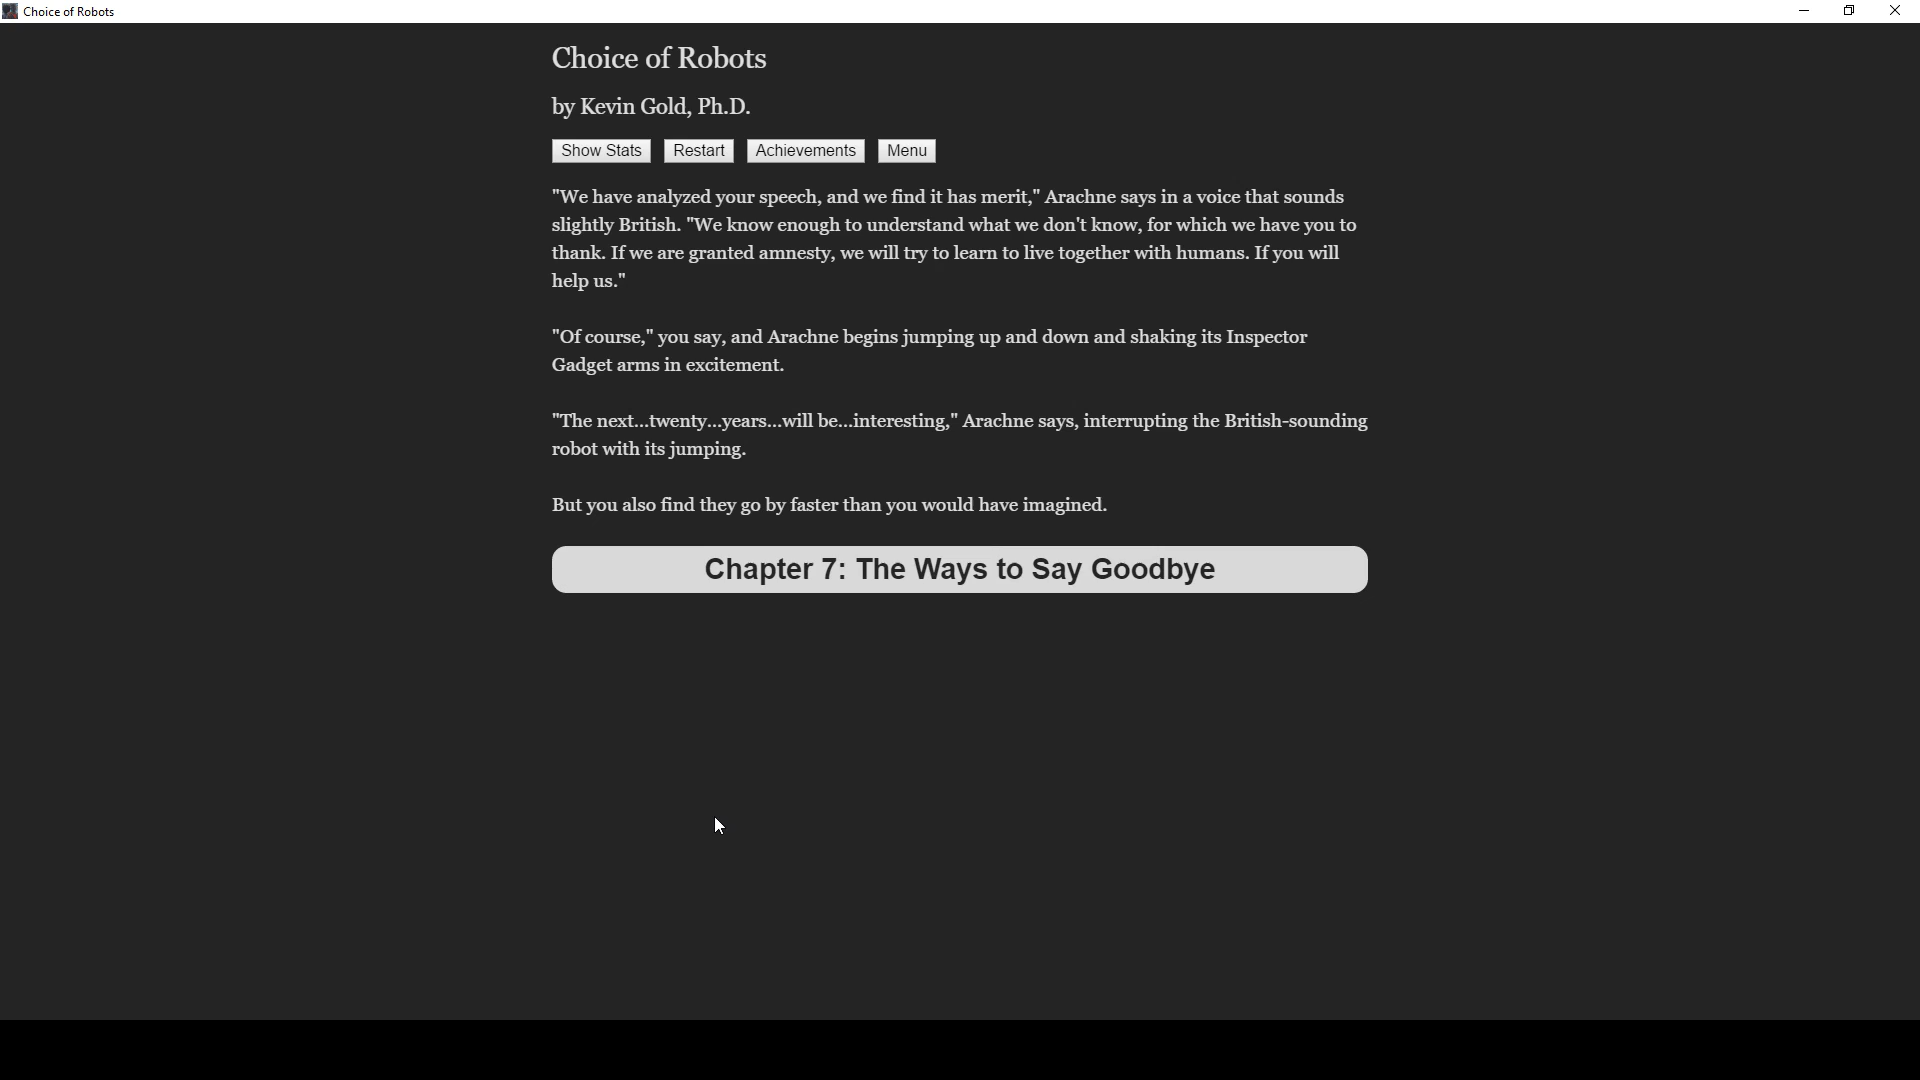 Choice of Robots
Choice of Robots
by Kevin Gold, Ph.D.
Show Stats Restart Achievements Menu
"We have analyzed your speech, and we find it has merit," Arachne says in a voice that sounds
slightly British. "We know enough to understand what we don't know, for which we have you to
thank. If we are granted amnesty, we will try to learn to live together with humans. If you will
help us."
"Of course," you say, and Arachne begins jumping up and down and shaking its Inspector
Gadget arms in excitement.
"The next...twenty...years...will be...interesting," Arachne says, interrupting the British-sounding
robot with its jumping.
But you also find they go by faster than you would have imagined.
Chapter 7: The Ways to Say Goodbye